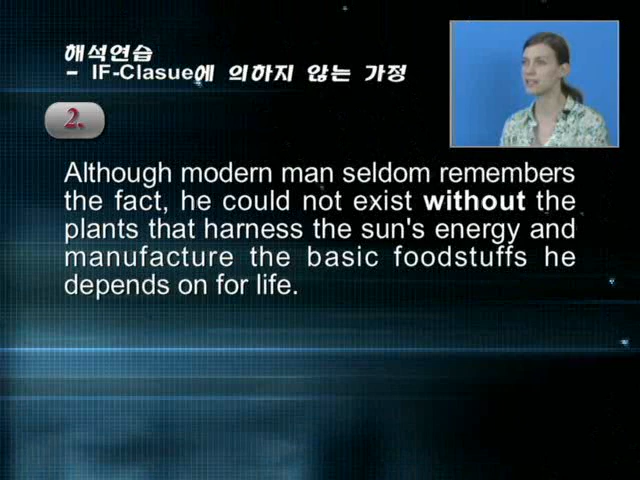 해석연습
- IF-Clasue에 의하지 않는 가정
2.
Although modern man seldom remembers
the fact, he could not exist without the
plants that harness the sun's energy and
manufacture the basic foodstuffs he
depends on for life.